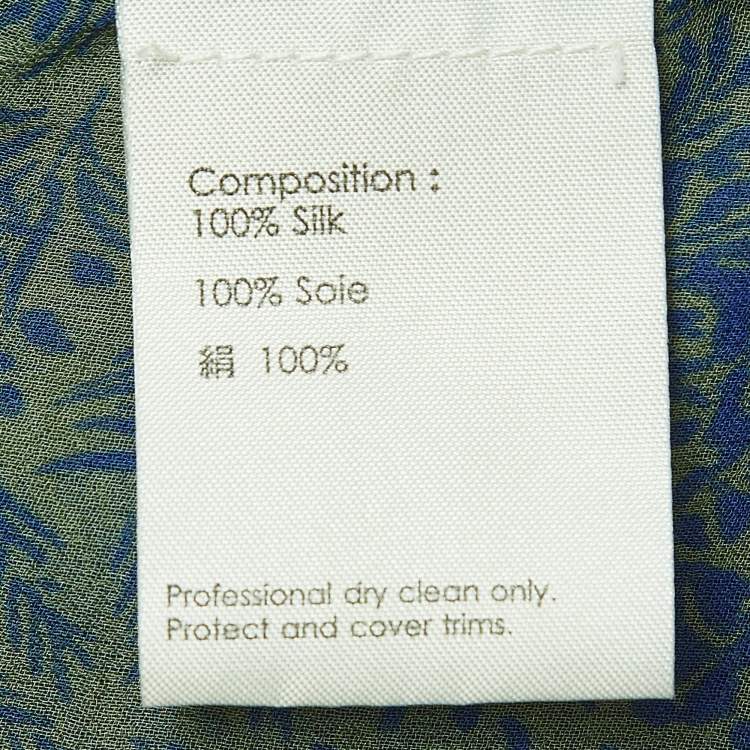 Composition :
100% Silk
100% Soie
絹 100%
Professional dry clean only.
Protect and cover trims.